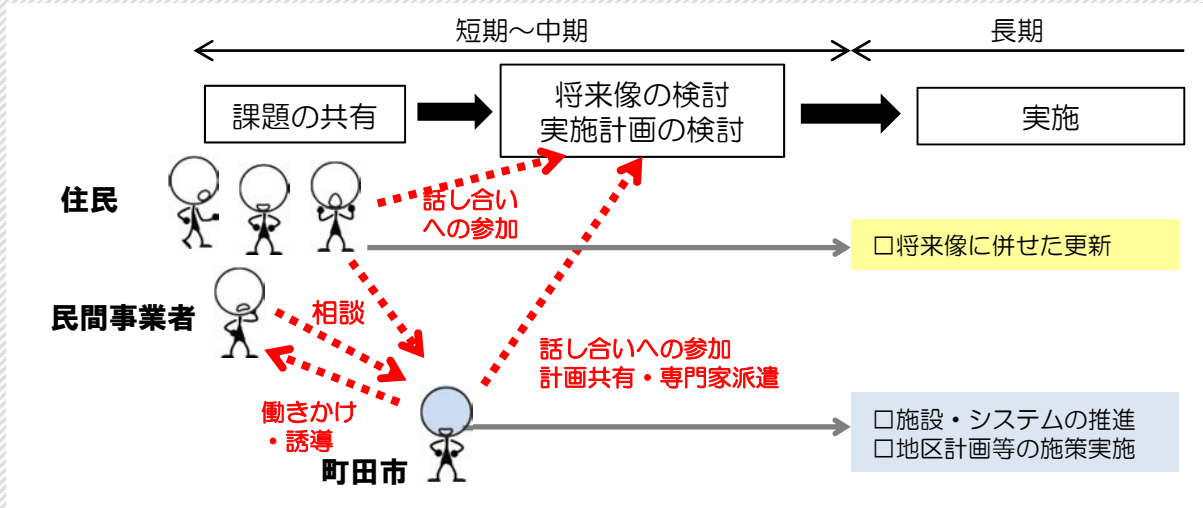 短期～中期
長期
課題の共有
将来像の検討
実施計画の検討
実施
住民
話し合い
への参加
□将来像に併せた更新
民間事業者
相談
話し合いへの参加
計画共有・専門家派遣
働きかけ
・誘導
町田市
□施設・システムの推進
□地区計画等の施策実施